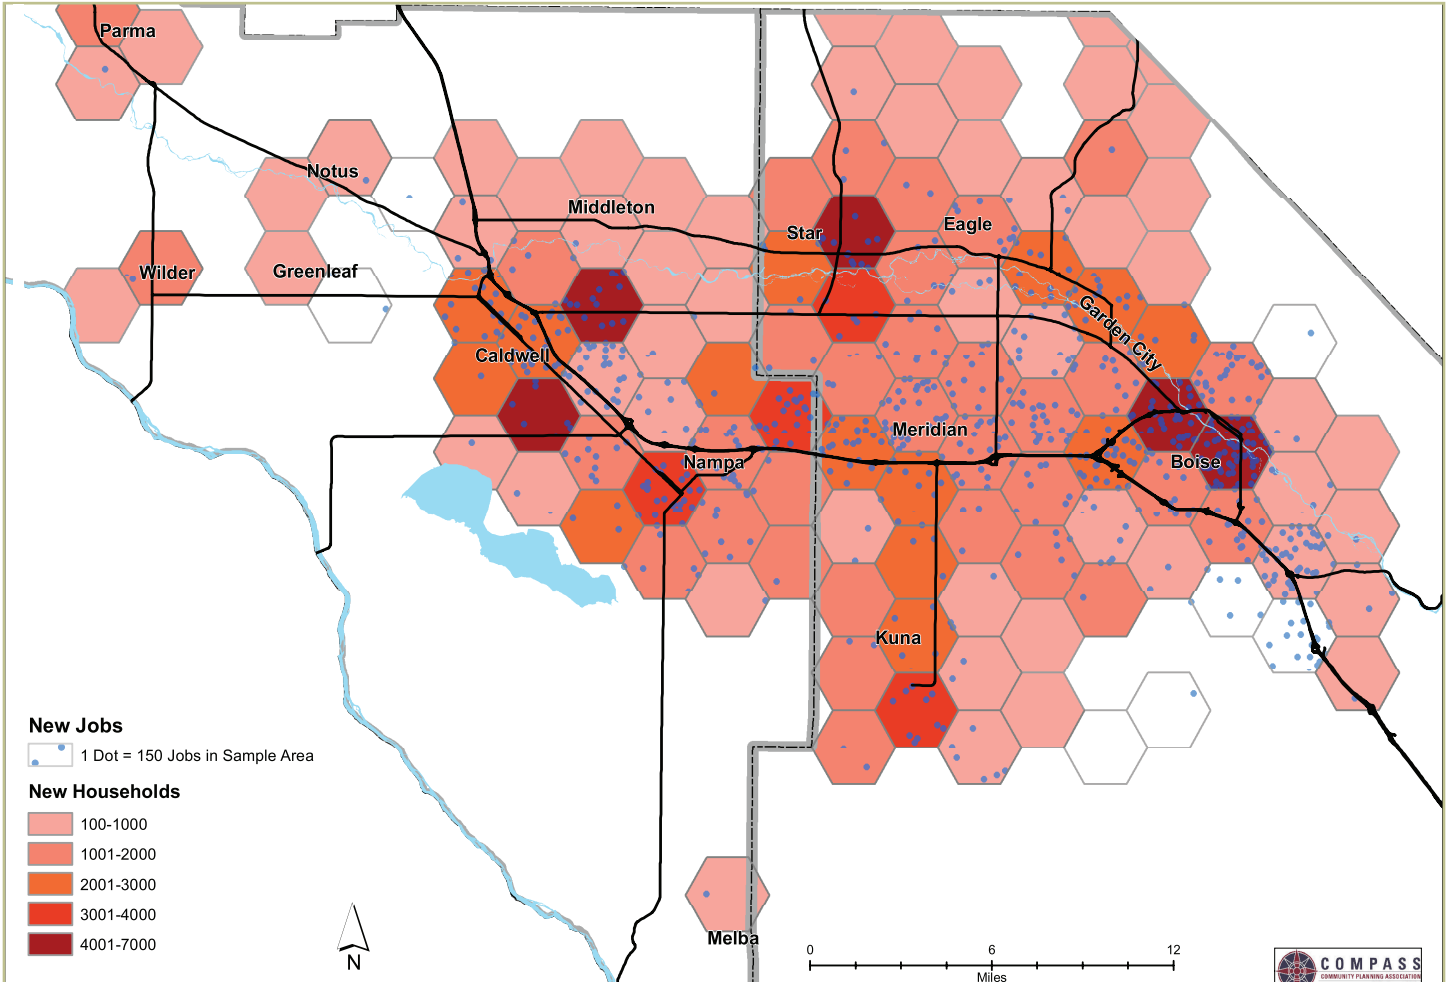 Parma
Notus
Middleton
Star
Eagle
Wilder
Greenleaf
Garden City
Caldwell
Meridian
Nampa
Boise
Kuna
New Jobs
1 Dot = 150 Jobs in Sample Area
New Households
100-1000
1001-2000
2001-3000
3001-4000
4001-7000
N
Melba
0 6 12
Miles
COMPASS
COMMUNITY PLANNING ASSOCIATION